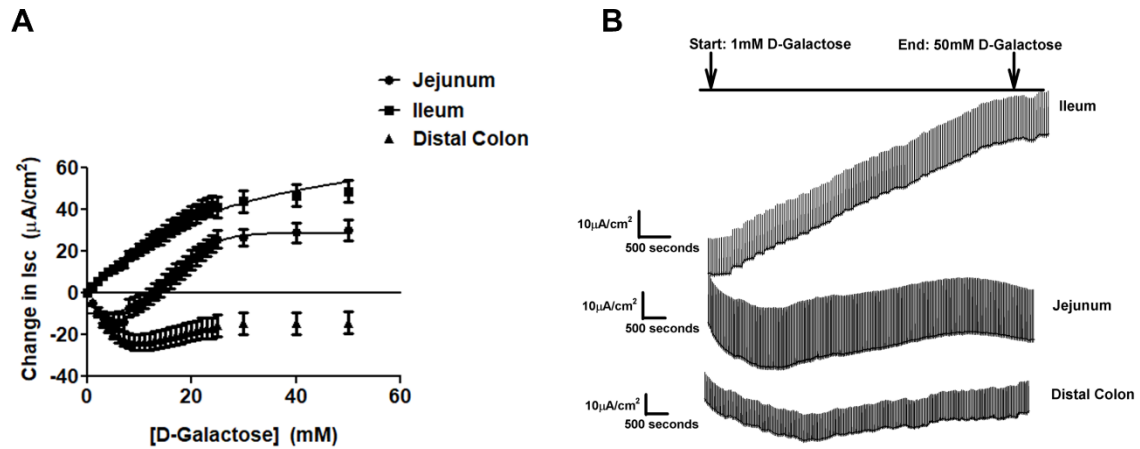 A
Jejunum
Ileum
Distal Colon
Change in Isc (µA/cm²)
60
40
20
0
-20
-40
0
20
40
60
[D-Galactose] (mM)
B
Start: 1mM D-Galactose
End: 50mM D-Galactose
Ileum
10µA/cm²
500 seconds
Jejunum
10µA/cm²
500 seconds
Distal Colon
10µA/cm²
500 seconds